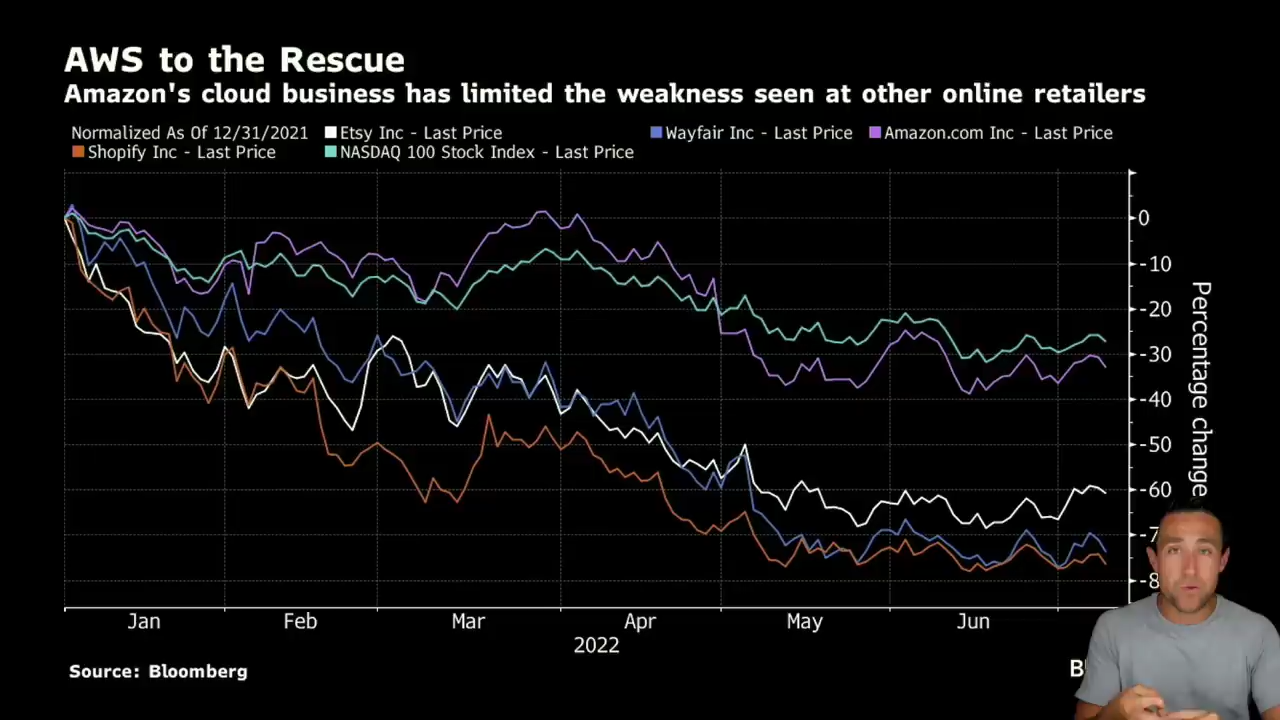 AWS to the Rescue
Amazon's cloud business has limited the weakness seen at other online retailers
Normalized As Of 12/31/2021 Etsy Inc - Last Price Wayfair Inc - Last Price Amazon.com Inc - Last Price
Shopify Inc - Last Price NASDAQ 100 Stock Index - Last Price
0
-10
-20
-30
-40
-50
-60
-7
-8
Percentage change
Jan Feb Mar Apr May Jun
2022
Source: Bloomberg